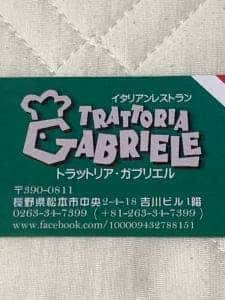 イタリアンレストラン
TRATTORIA
GABRIELE
トラットリア・ガブリエル
〒390-0811
長野県松本市中央2-4-18 吉川ビル1階
0263-34-7399 (+81-263-34-7399)
www.facebook.com/100009432788151